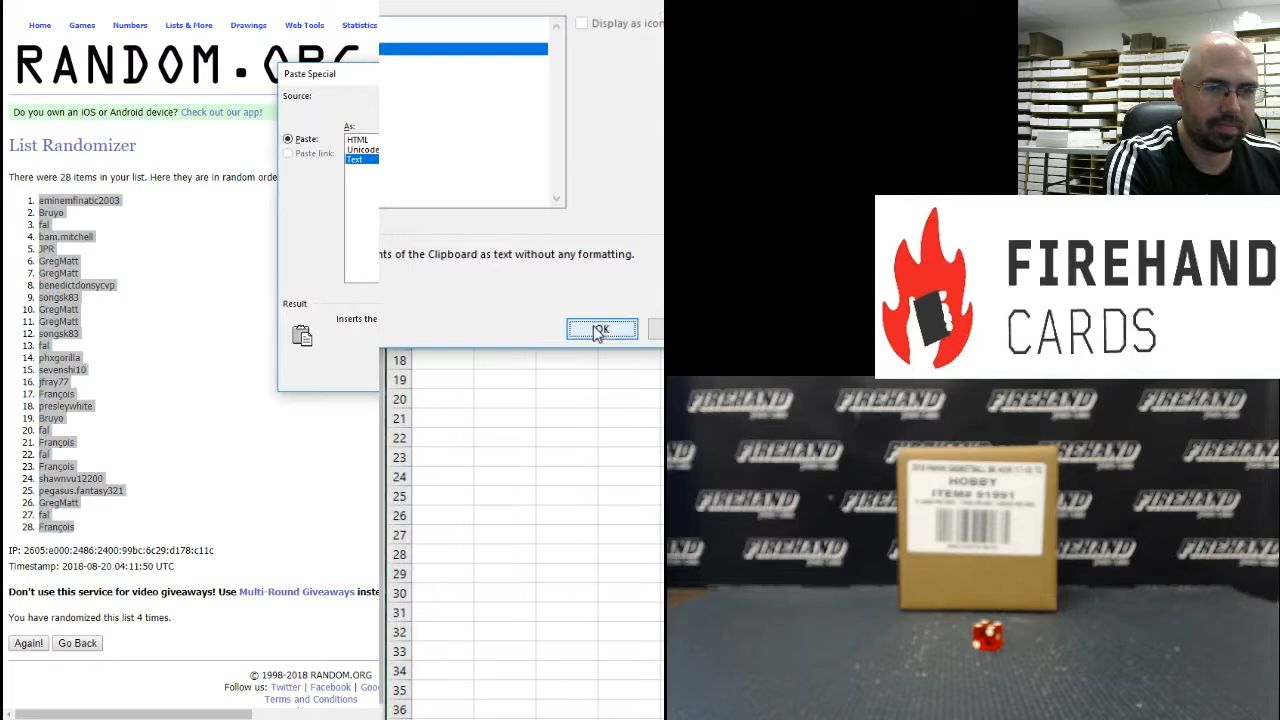 Home Games Numbers Lists & More Drawings Web Tools Statistics
RANDOM.ORG
Do you own an iOS or Android device? Check out our app!
List Randomizer
There were 28 items in your list. Here they are in random orde
1. eminemfinatic2003
2. Bruyo
3. fal
4. bam.mitchell
5. JPR
6. GregMatt
7. GregMatt
8. benedictdonsycvp
9. songsk83
10. GregMatt
11. GregMatt
12. songsk83
13. fal
14. phxgorilla
15. sevenshi10
16. jfray77
17. François
18. presleywhite
19. Bruyo
20. fal
21. François
22. fal
23. François
24. shawnvu12200
25. pegasus.fantasy321
26. GregMatt
27. fal
28. François
IP: 2605:e000:2486:2400:99bc:6c29:d178:c11c
Timestamp: 2018-08-20 04:11:50 UTC
Don't use this service for video giveaways! Use Multi-Round Giveaways inste
You have randomized this list 4 times.
Again! Go Back
© 1998-2018 RANDOM.ORG
Follow us: Twitter | Facebook | Goo
Terms and Conditions
Paste Special
Source:
As:
Paste:
Paste link:
HTML
Unicode
Text
Result
Inserts the
Display as icon
nts of the Clipboard as text without any formatting.
OK
18
19
20
21
22
23
24
25
26
27
28
29
30
31
32
33
34
35
36
FIREHAND
CARDS
FIREHAND FIREHAND FIREHAND FIREHAND
HOBBY
ITEM# 91991